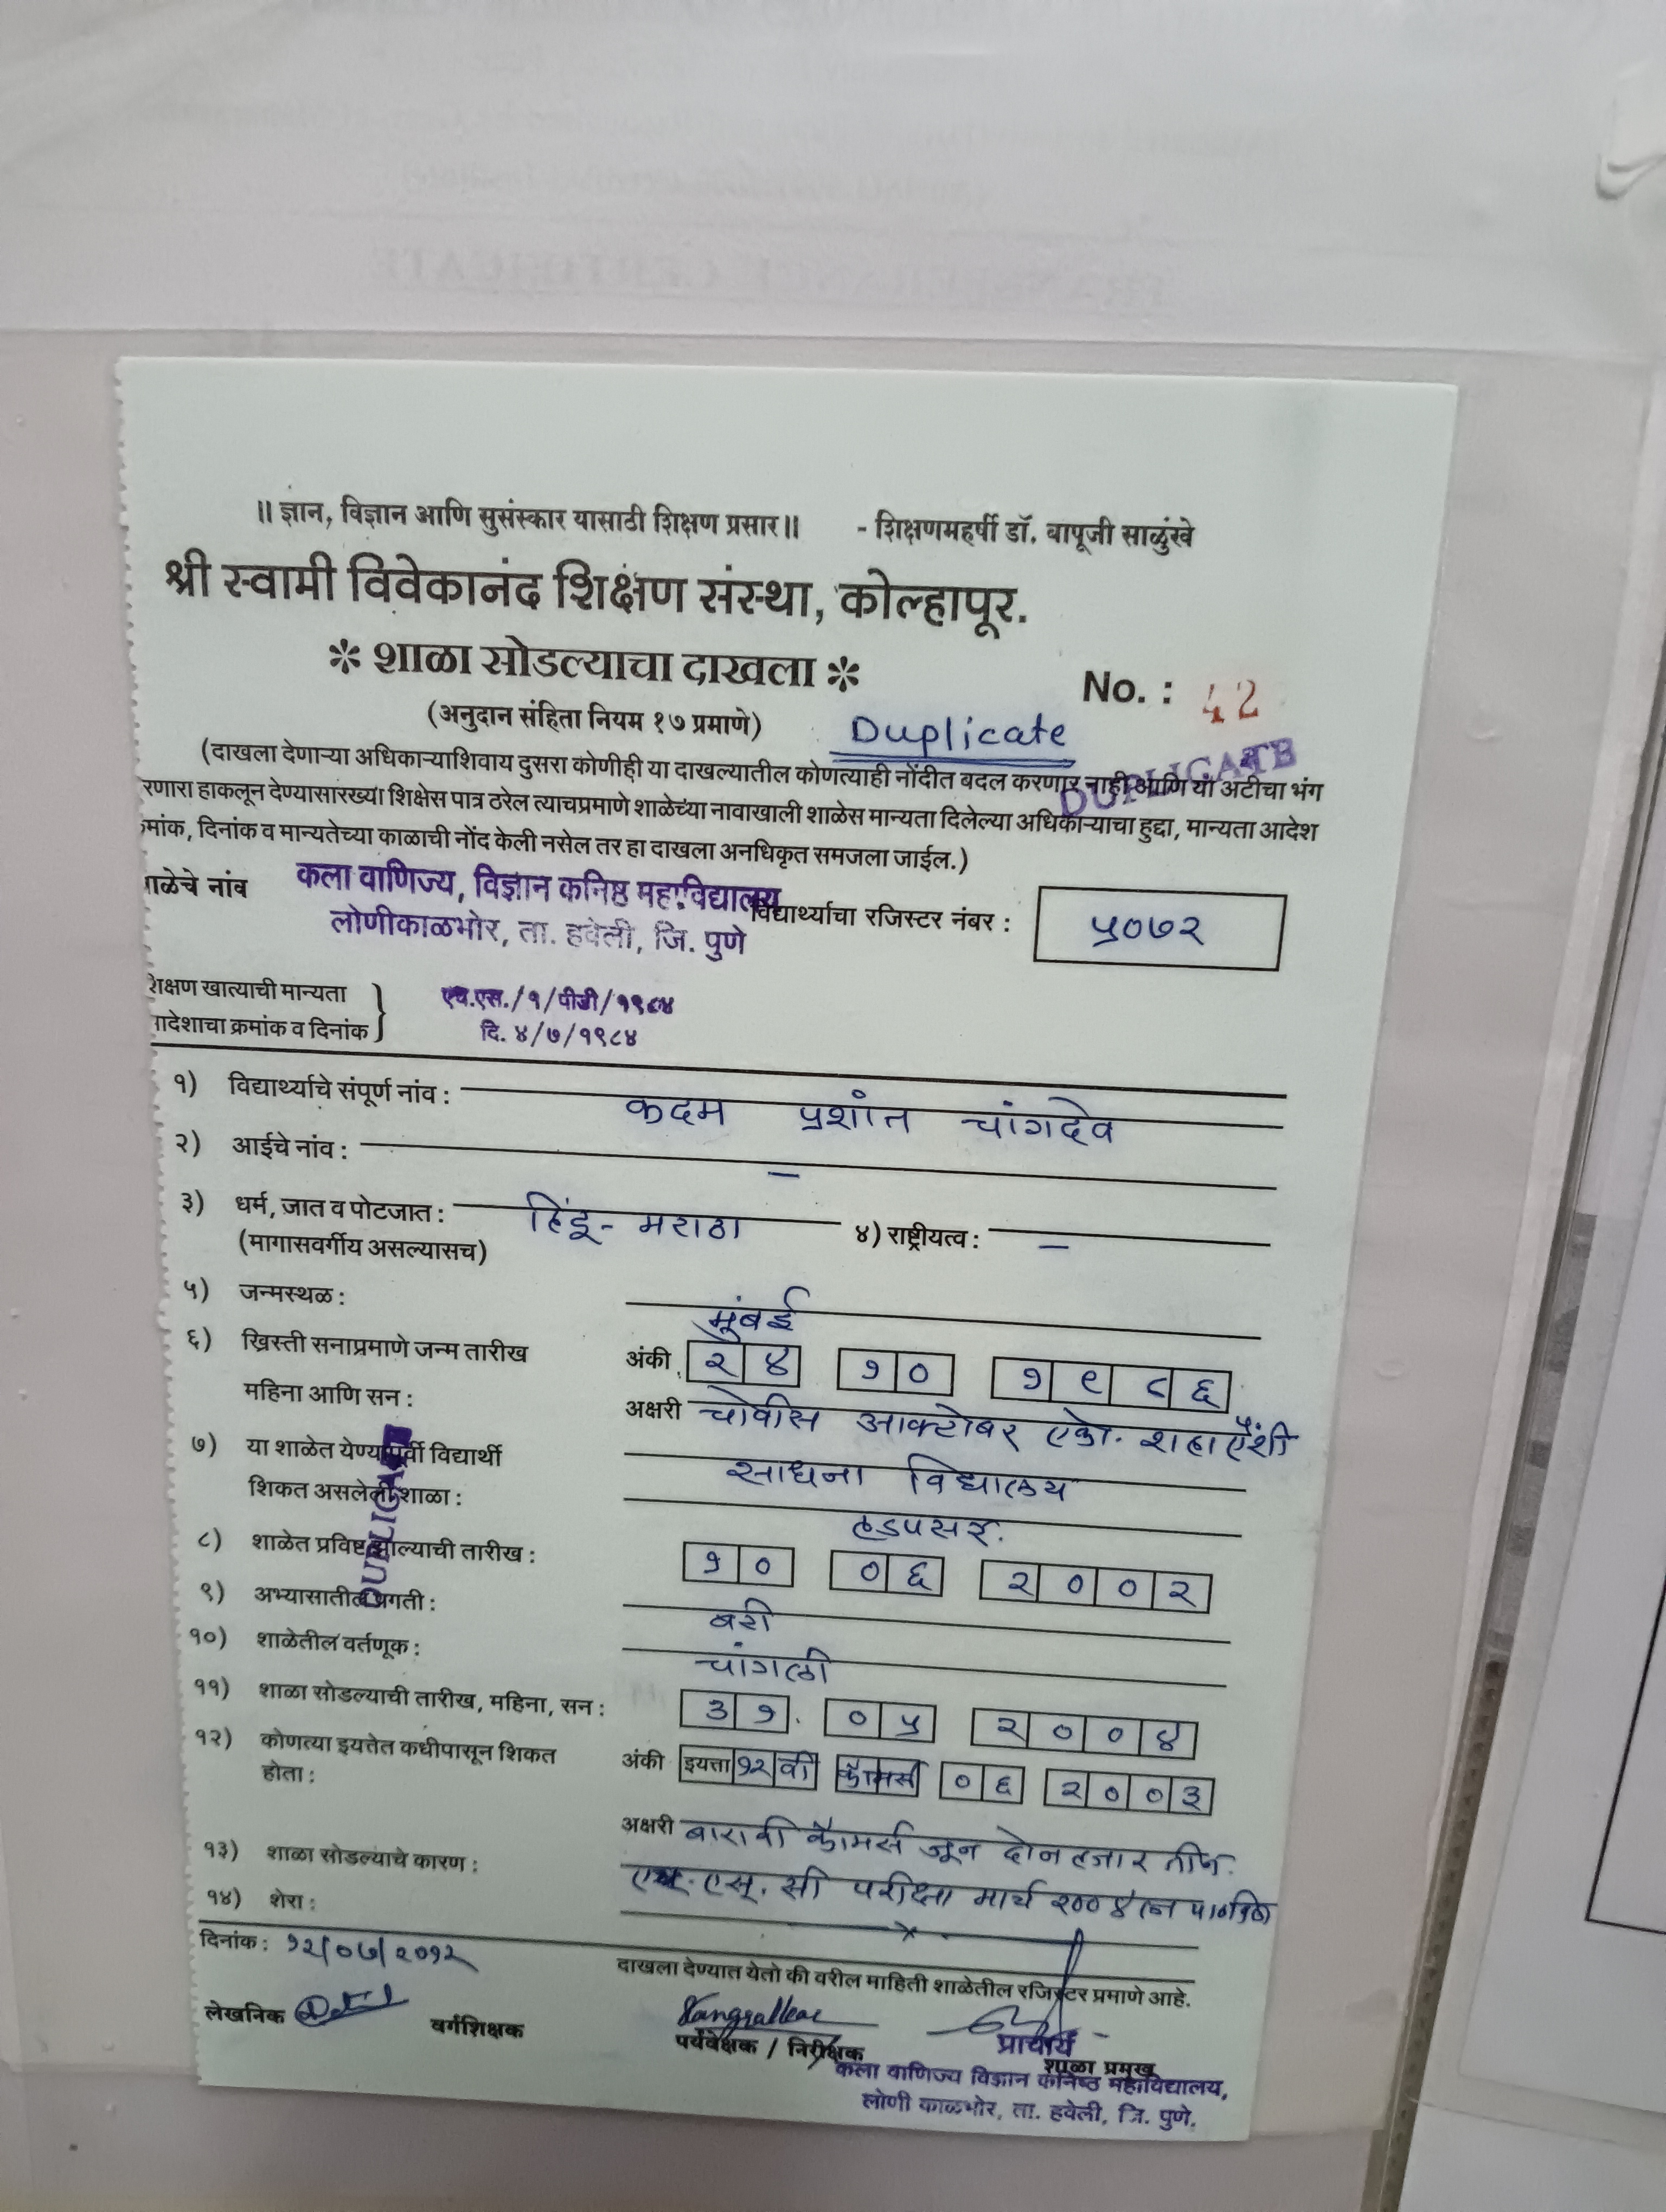 ॥ ज्ञान, विज्ञान आणि सुसंस्कार यासाठी शिक्षण प्रसार॥ - शिक्षणमहर्षी डॉ. बापूजी साळुंखे
श्री स्वामी विवेकानंद शिक्षण संस्था, कोल्हापूर.
* शाळा सोडल्याचा दाखला *
No. : 42
(अनुदान संहिता नियम १७ प्रमाणे) Duplicate
DUPLICATE
(दाखला देणाऱ्या अधिकाऱ्याशिवाय दुसरा कोणीही या दाखल्यातील कोणत्याही नोंदीत बदल करणार नाही आणि या अटीचा भंग
रणारा हाकलून देण्यासारख्या शिक्षेस पात्र ठरेल त्याचप्रमाणे शाळेच्या नावाखाली शाळेस मान्यता दिलेल्या अधिकाऱ्याचा हुद्दा, मान्यता आदेश
मांक, दिनांक व मान्यतेच्या काळाची नोंद केली नसेल तर हा दाखला अनधिकृत समजला जाईल.)
ाळेचे नांव कला वाणिज्य, विज्ञान कनिष्ठ महाविद्यालय
विद्यार्थ्याचा रजिस्टर नंबर : ५०७२
लोणीकाळभोर, ता. हवेली, जि. पुणे
शिक्षण खात्याची मान्यता एच.एस./१/पीडी/१९८४
ादेशाचा क्रमांक व दिनांक } दि. ४/७/१९८४
१) विद्यार्थ्याचे संपूर्ण नांव : कदम प्रशांत चांगदेव
२) आईचे नांव : –
३) धर्म, जात व पोटजात : हिंदू - मराठा ४) राष्ट्रीयत्व : –
(मागासवर्गीय असल्यासच)
५) जन्मस्थळ : मुंबई
६) ख्रिस्ती सनाप्रमाणे जन्म तारीख अंकी २४ १० १९८६
महिना आणि सन : अक्षरी चोवीस आक्टोबर एको. शहाऐंशी
७) या शाळेत येण्यापूर्वी विद्यार्थी साधना विद्यालय
शिकत असलेली शाळा : हडपसर.
DUPLICATE
८) शाळेत प्रविष्ट झाल्याची तारीख : १० ०६ २००२
९) अभ्यासातील प्रगती : बरी
१०) शाळेतील वर्तणूक : चांगली
११) शाळा सोडल्याची तारीख, महिना, सन : ३१. ०५ २००४
१२) कोणत्या इयत्तेत कधीपासून शिकत अंकी इयत्ता १२ वी कॉमर्स ०६ २००३
होता :
अक्षरी बारावी कॉमर्स जून दोन हजार तीन.
१३) शाळा सोडल्याचे कारण : एच. एस्. सी परीक्षा मार्च २००४
१४) शेरा : ×
दिनांक : १२/०७/२०१२
दाखला देण्यात येतो की वरील माहिती शाळेतील रजिस्टर प्रमाणे आहे.
लेखनिक वर्गशिक्षक पर्यवेक्षक / निरीक्षक प्राचार्य
शाळा प्रमुख
कला वाणिज्य विज्ञान कनिष्ठ महाविद्यालय,
लोणी काळभोर, ता. हवेली, जि. पुणे.